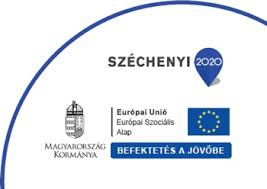 SZÉCHENYI 2020
Európai Unió
Európai Szociális
Alap
MAGYARORSZÁG
KORMÁNYA
BEFEKTETÉS A JÖVŐBE